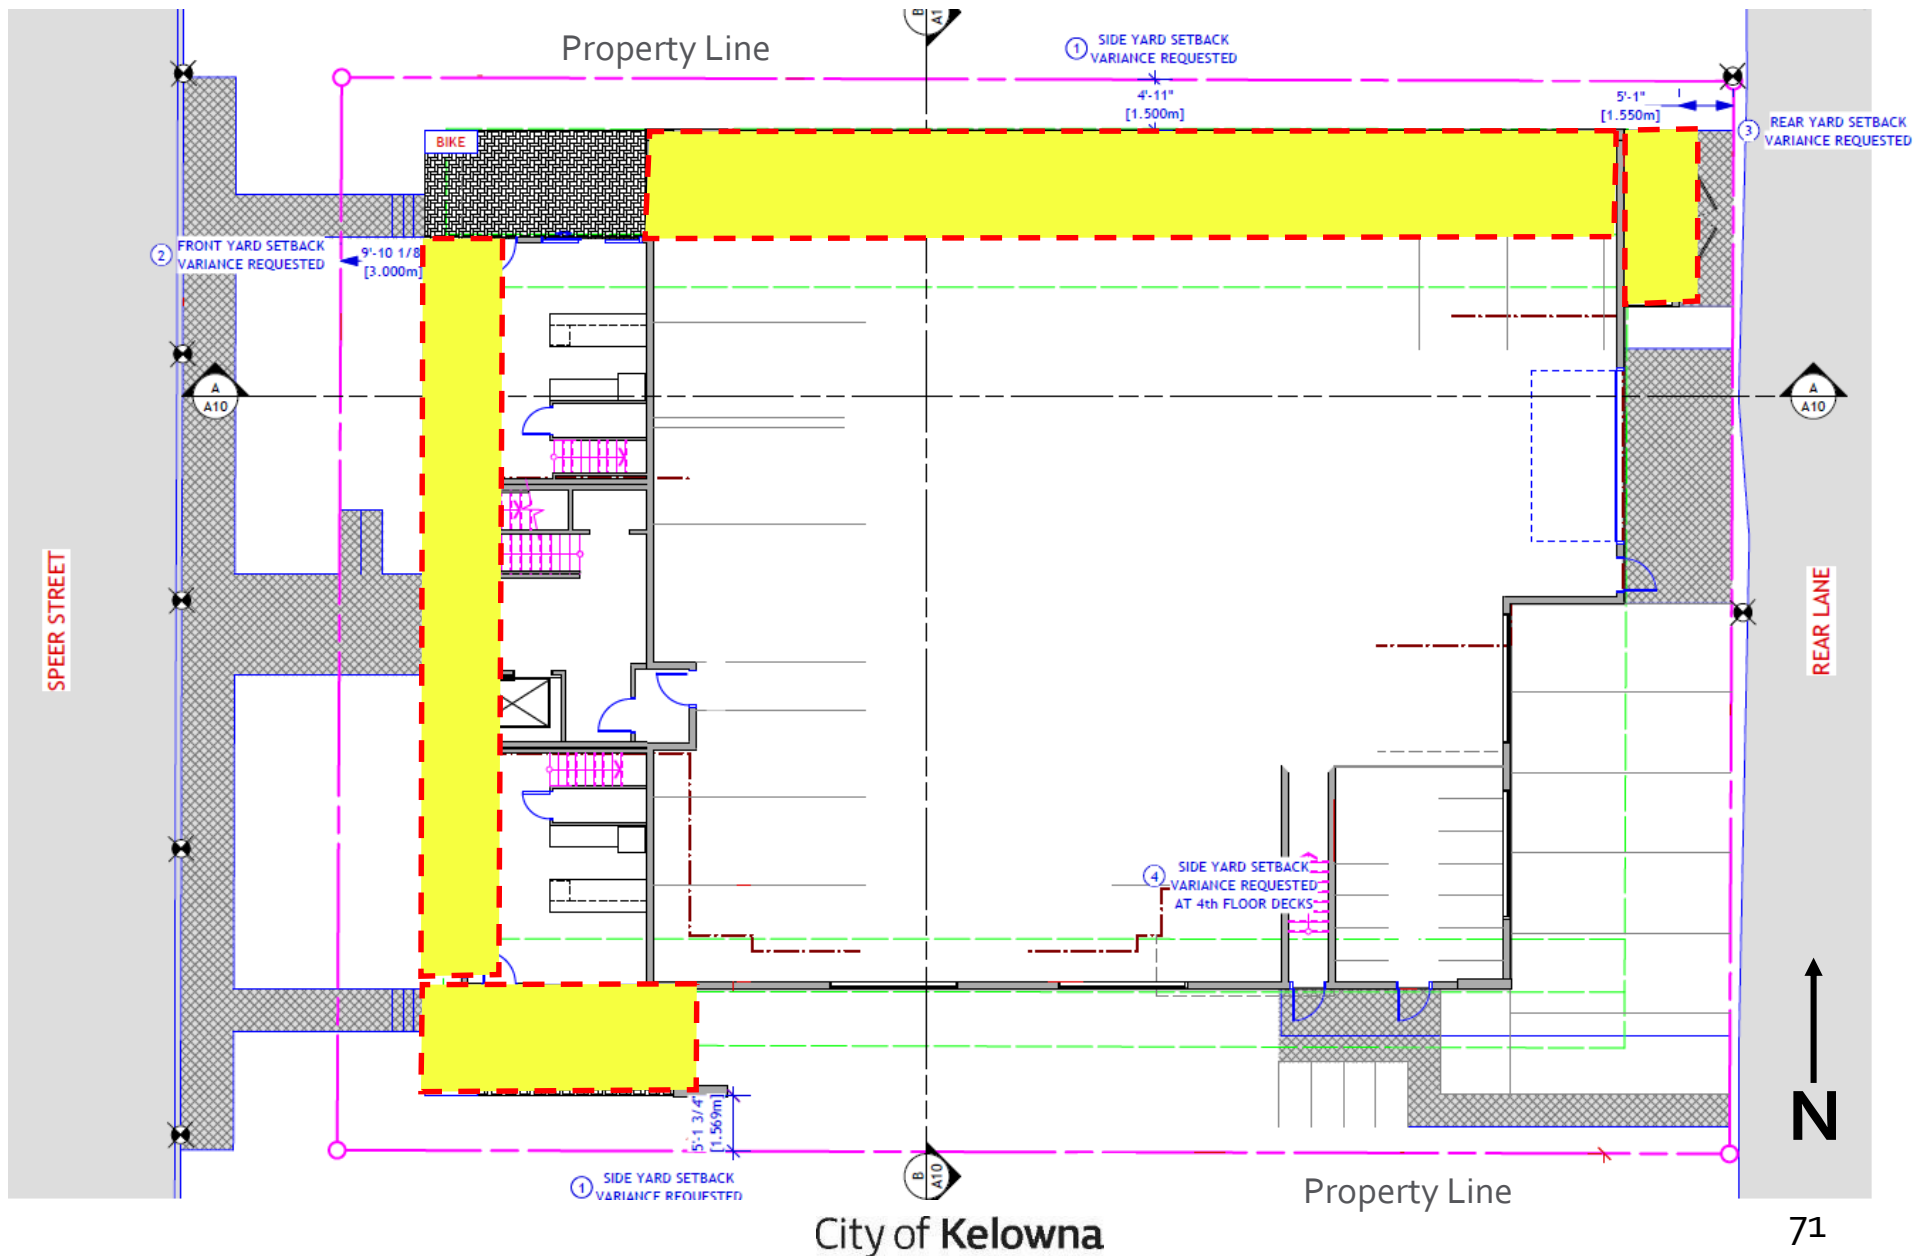 B
A1
Property Line
1 SIDE YARD SETBACK
VARIANCE REQUESTED
4'-11"
[1.500m]
5'-1"
[1.550m]
3 REAR YARD SETBACK
VARIANCE REQUESTED
BIKE
2 FRONT YARD SETBACK
VARIANCE REQUESTED
9'-10 1/8
[3.000m]
A
A10
A
A10
SPEER STREET
REAR LANE
4 SIDE YARD SETBACK
VARIANCE REQUESTED
AT 4th FLOOR DECKS
N
5'-1 3/4"
[1.569m]
1 SIDE YARD SETBACK
VARIANCE REQUESTED
B
A10
Property Line
City of Kelowna
71